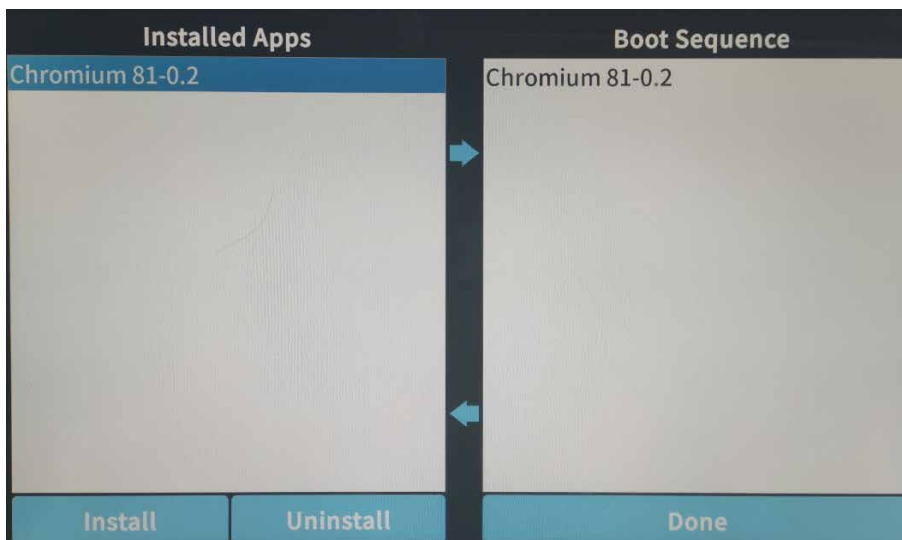 Installed Apps
Chromium 81-0.2
Boot Sequence
Chromium 81-0.2
Install
Uninstall
Done